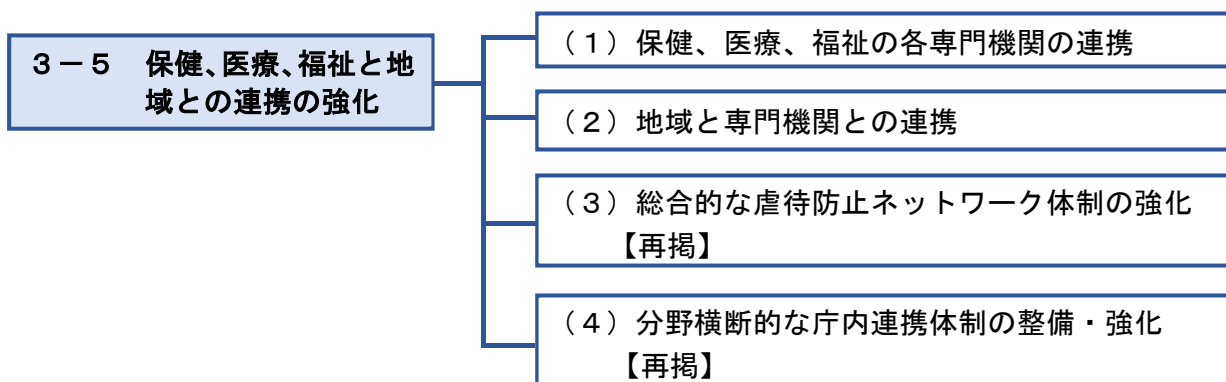 3-5 保健、医療、福祉と地
域との連携の強化
(1)保健、医療、福祉の各専門機関の連携
(2)地域と専門機関との連携
(3)総合的な虐待防止ネットワーク体制の強化
【再掲】
(4)分野横断的な庁内連携体制の整備・強化
【再掲】